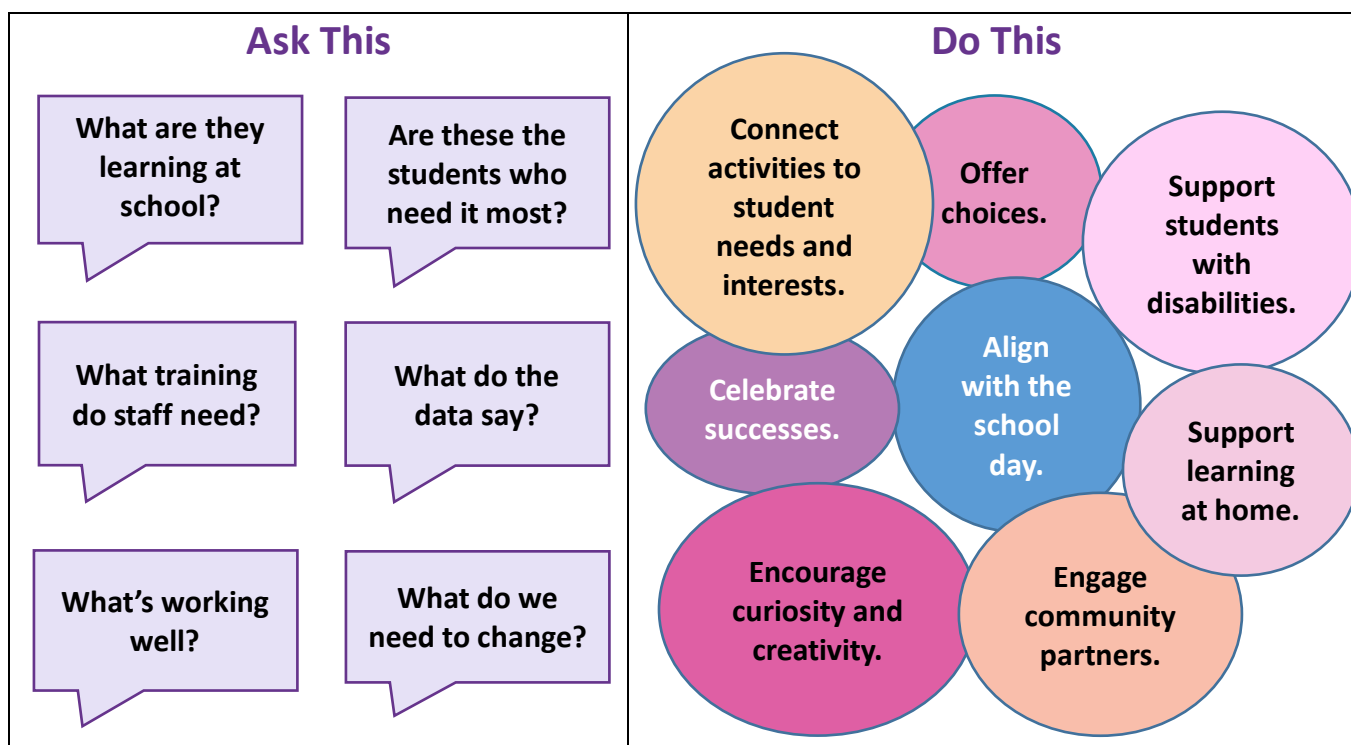 Ask This
What are they
learning at
school?
Are these the
students who
need it most?
What training
do staff need?
What do the
data say?
What’s working
well?
What do we
need to change?
Do This
Connect
activities to
student
needs and
interests.
Offer
choices.
Support
students
with
disabilities.
Celebrate
successes.
Align
with the
school
day.
Support
learning
at home.
Encourage
curiosity and
creativity.
Engage
community
partners.